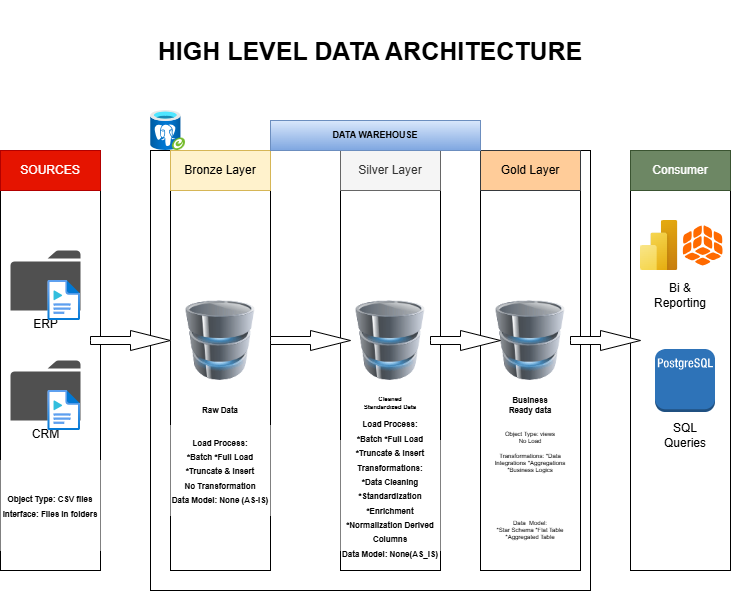 HIGH LEVEL DATA ARCHITECTURE
DATA WAREHOUSE
SOURCES
Bronze Layer
Silver Layer
Gold Layer
Consumer
ERP
CRM
Object Type: CSV files
Interface: Files in folders
Raw Data
Load Process:
*Batch *Full Load
*Truncate & Insert
No Transformation
Data Model: None (AS-IS)
Cleaned
Standardized Data
Load Process:
*Batch *Full Load
*Truncate & Insert
Transformations:
*Data Cleaning
*Standardization
*Enrichment
*Normalization Derived
Columns
Data Model: None(AS_IS)
Business
Ready data
Object Type: views
No Load
Transformations: *Data
Integrations *Aggregations
*Business Logics
Data Model:
*Star Schema *Flat Table
*Aggregated Table
Bi &
Reporting
PostgreSQL
SQL
Queries